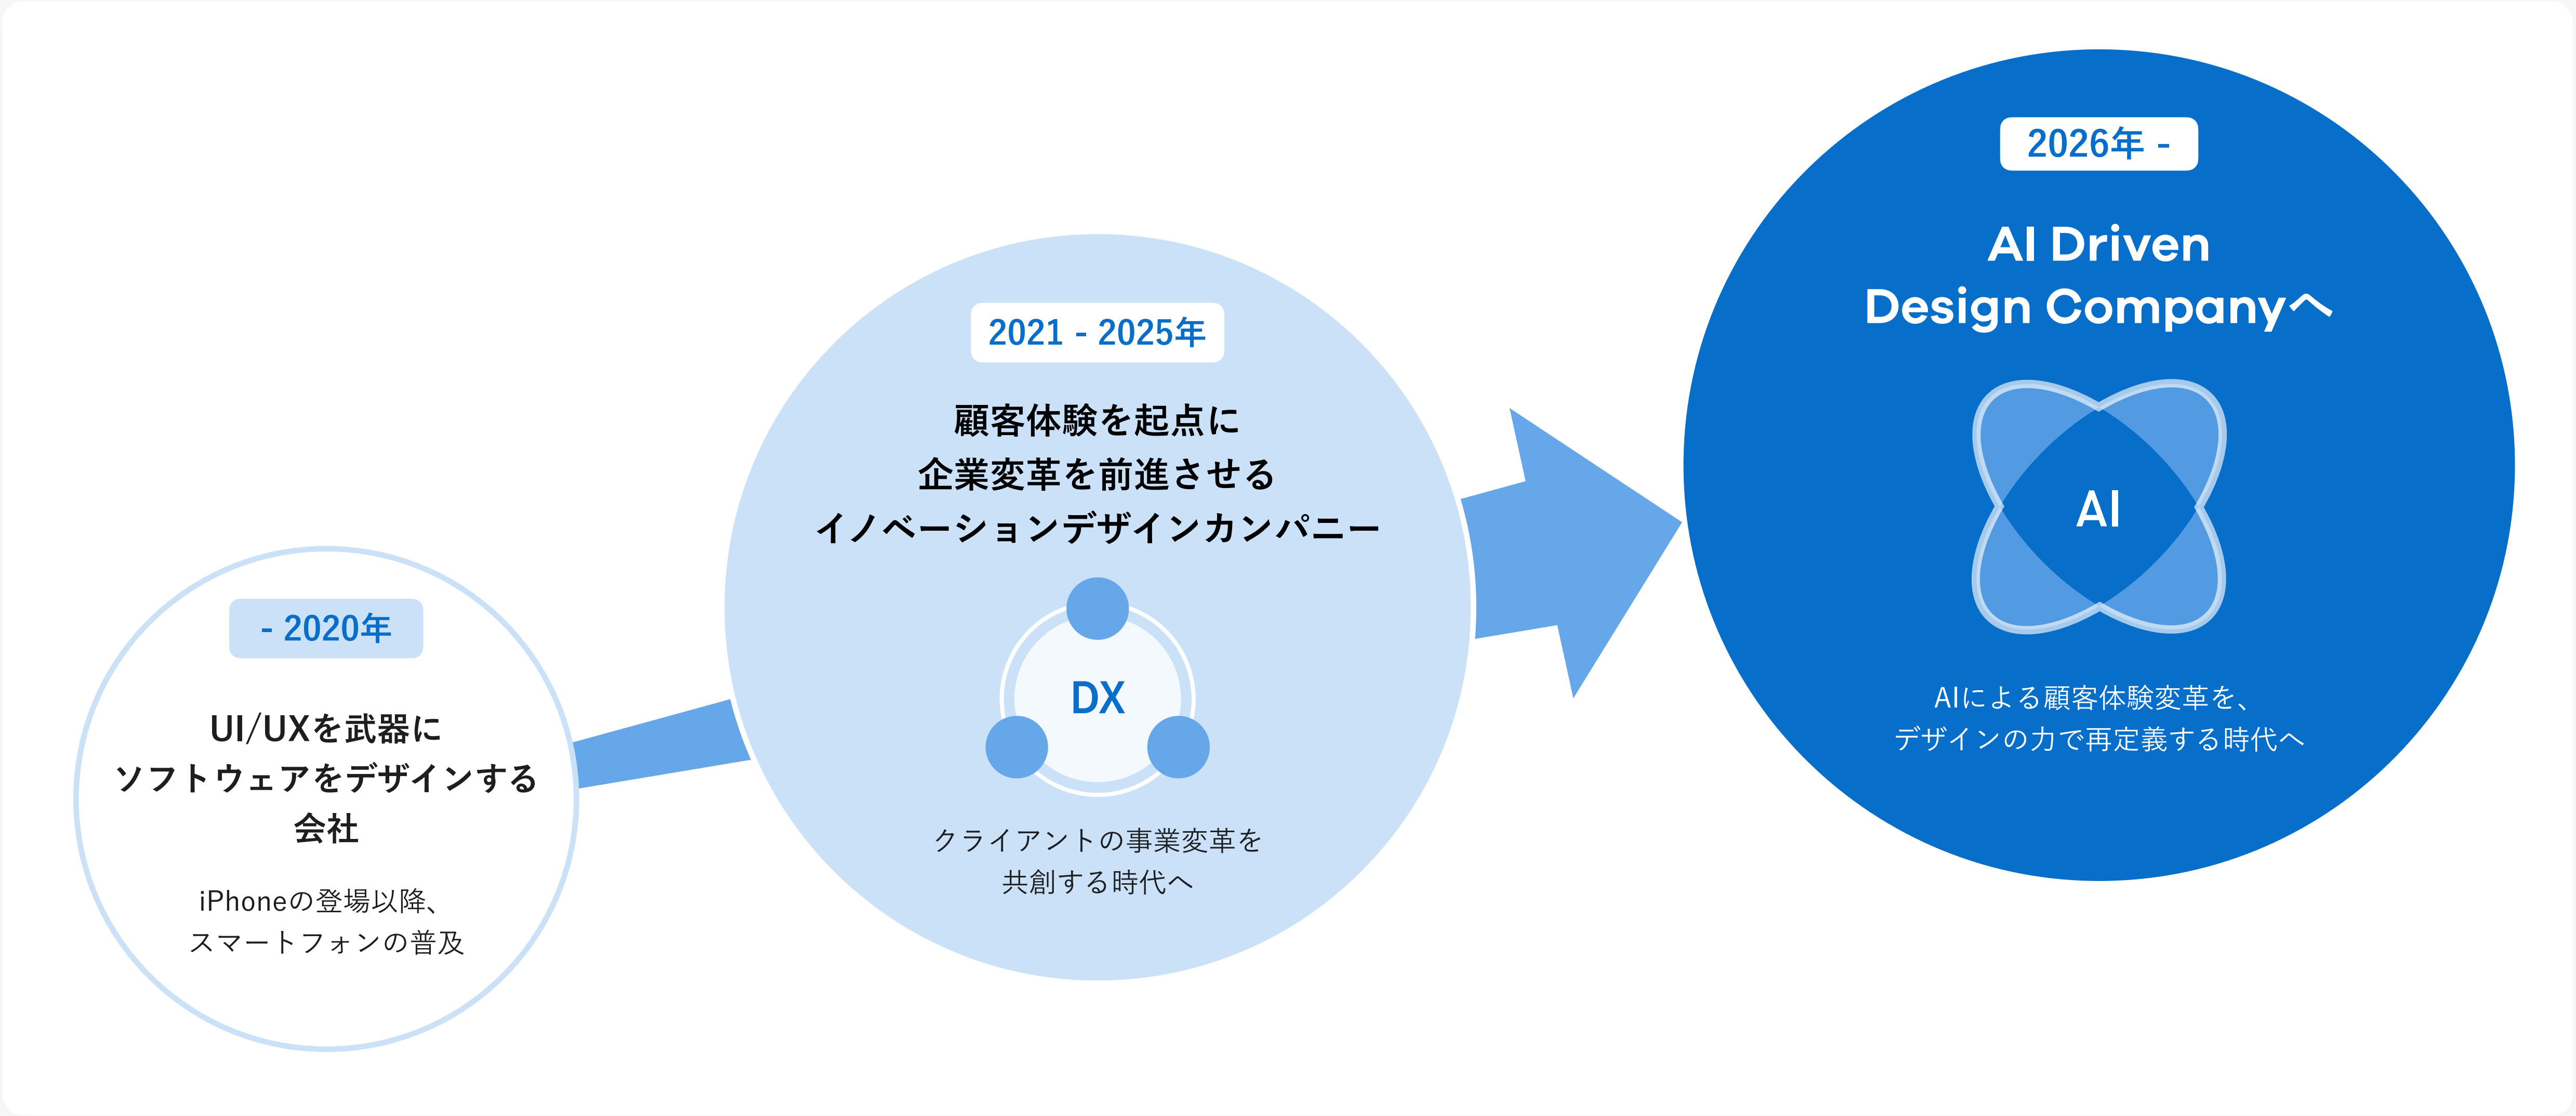 - 2020年
UI/UXを武器に
ソフトウェアをデザインする
会社
iPhoneの登場以降、
スマートフォンの普及
2021 - 2025年
顧客体験を起点に
企業変革を前進させる
イノベーションデザインカンパニー
DX
クライアントの事業変革を
共創する時代へ
2026年 -
AI Driven
Design Companyへ
AI
AIによる顧客体験変革を、
デザインの力で再定義する時代へ